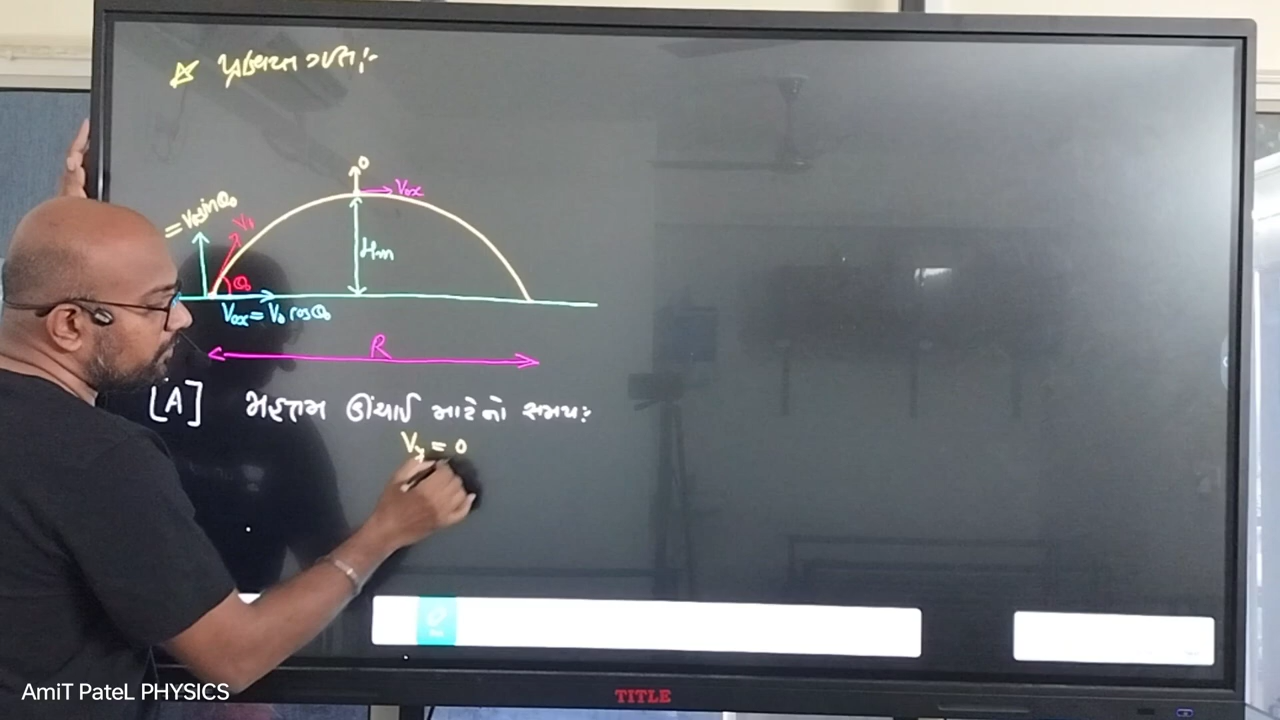 પ્રક્ષિપ્ત ગતિ :-
0
V₀ₓ
= V₀sinθ₀
V₀
Hm
θ₀
V₀ₓ = V₀ cosθ₀
R
[A] મહત્તમ ઊંચાઈ માટેનો સમય :-
Vy = 0
AmiT PateL PHYSICS
TITLE